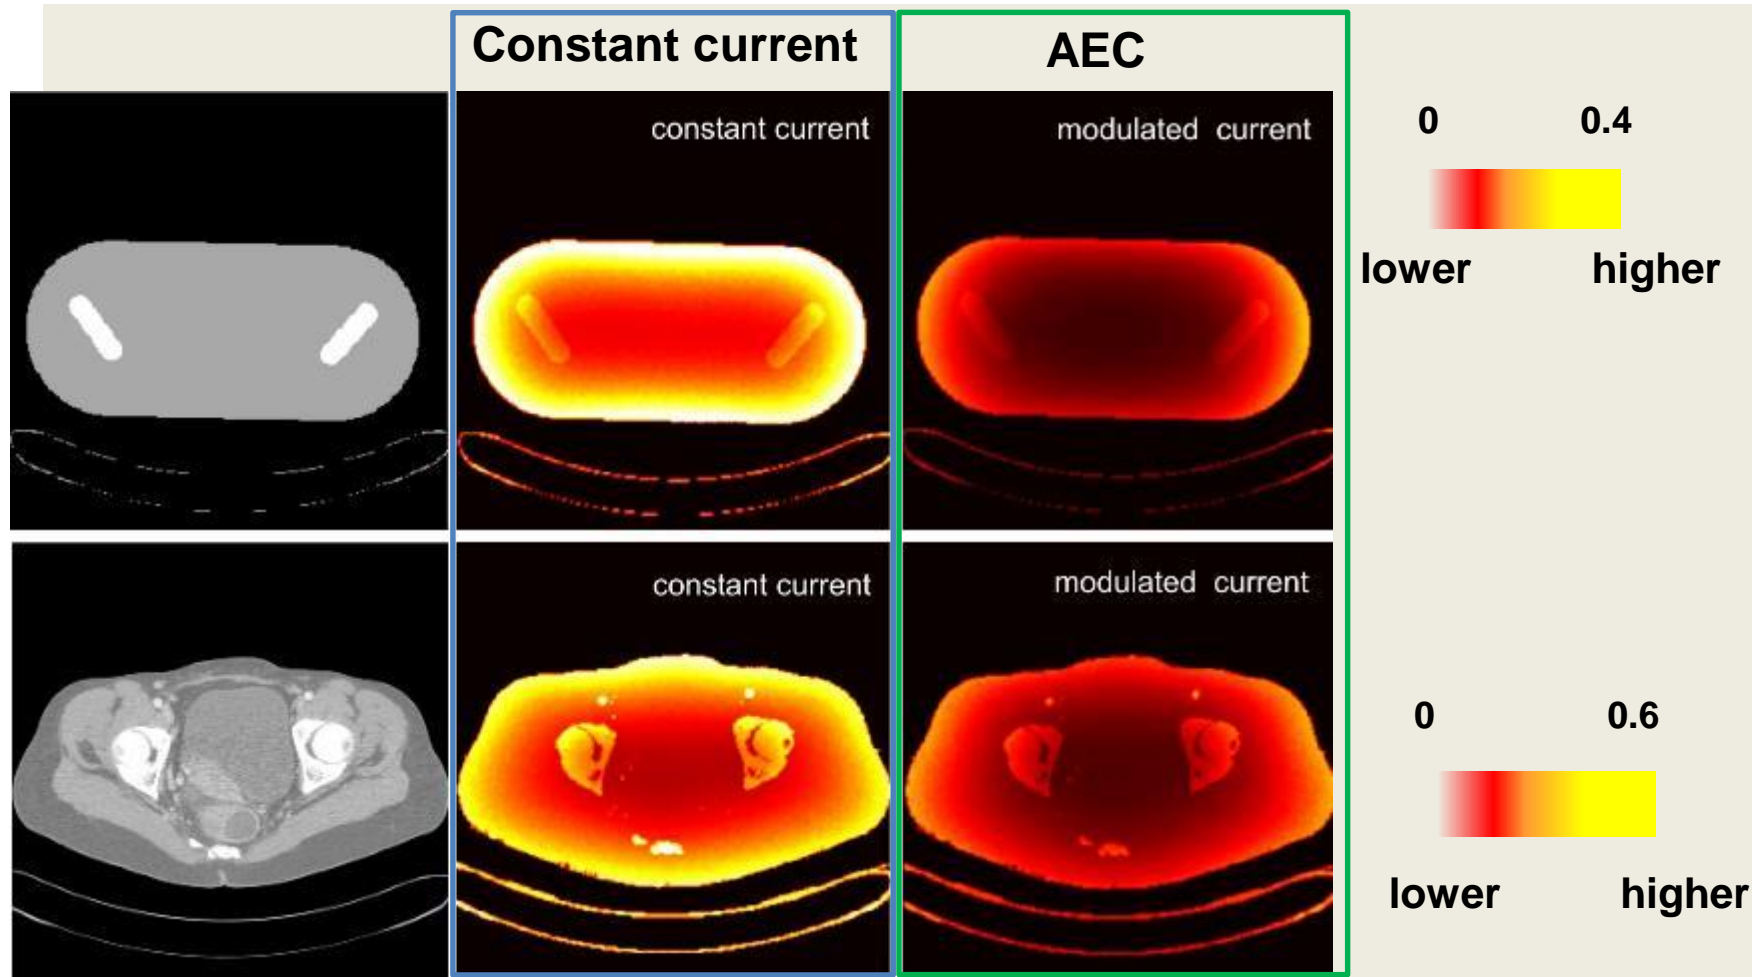 Constant current
AEC
constant current
modulated current
0 0.4
lower higher
constant current
modulated current
0 0.6
lower higher